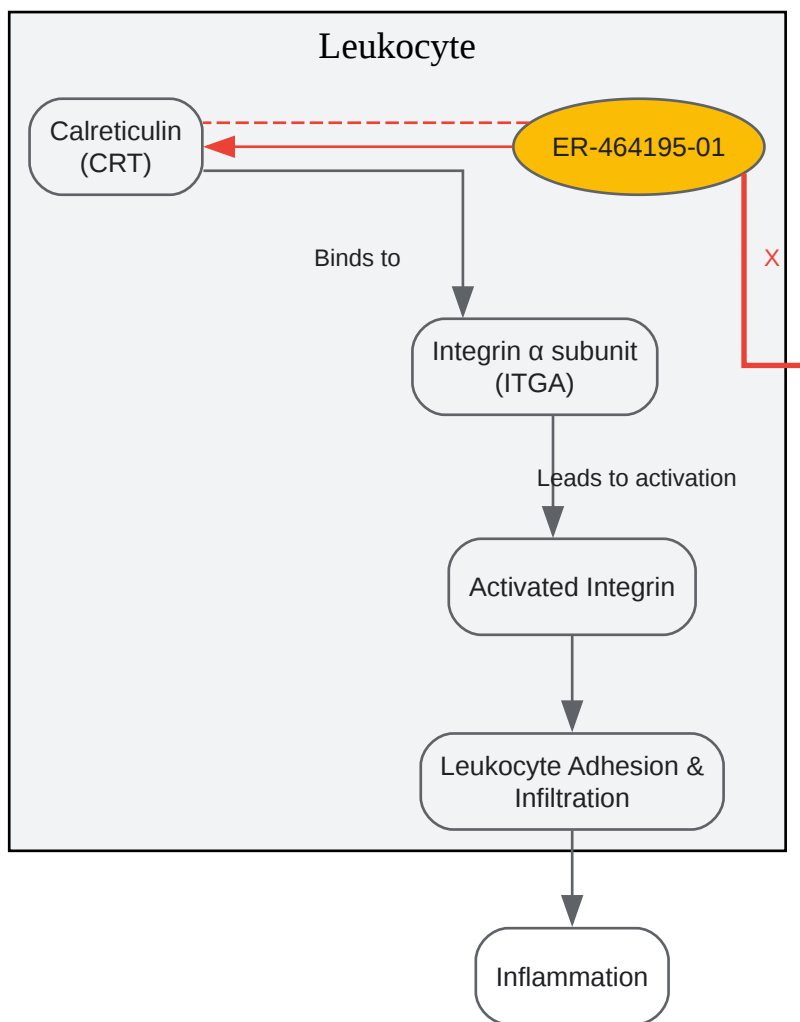 Leukocyte
Calreticulin
(CRT)
ER-464195-01
X
Binds to
Integrin α subunit
(ITGA)
Leads to activation
Activated Integrin
Leukocyte Adhesion &
Infiltration
Inflammation